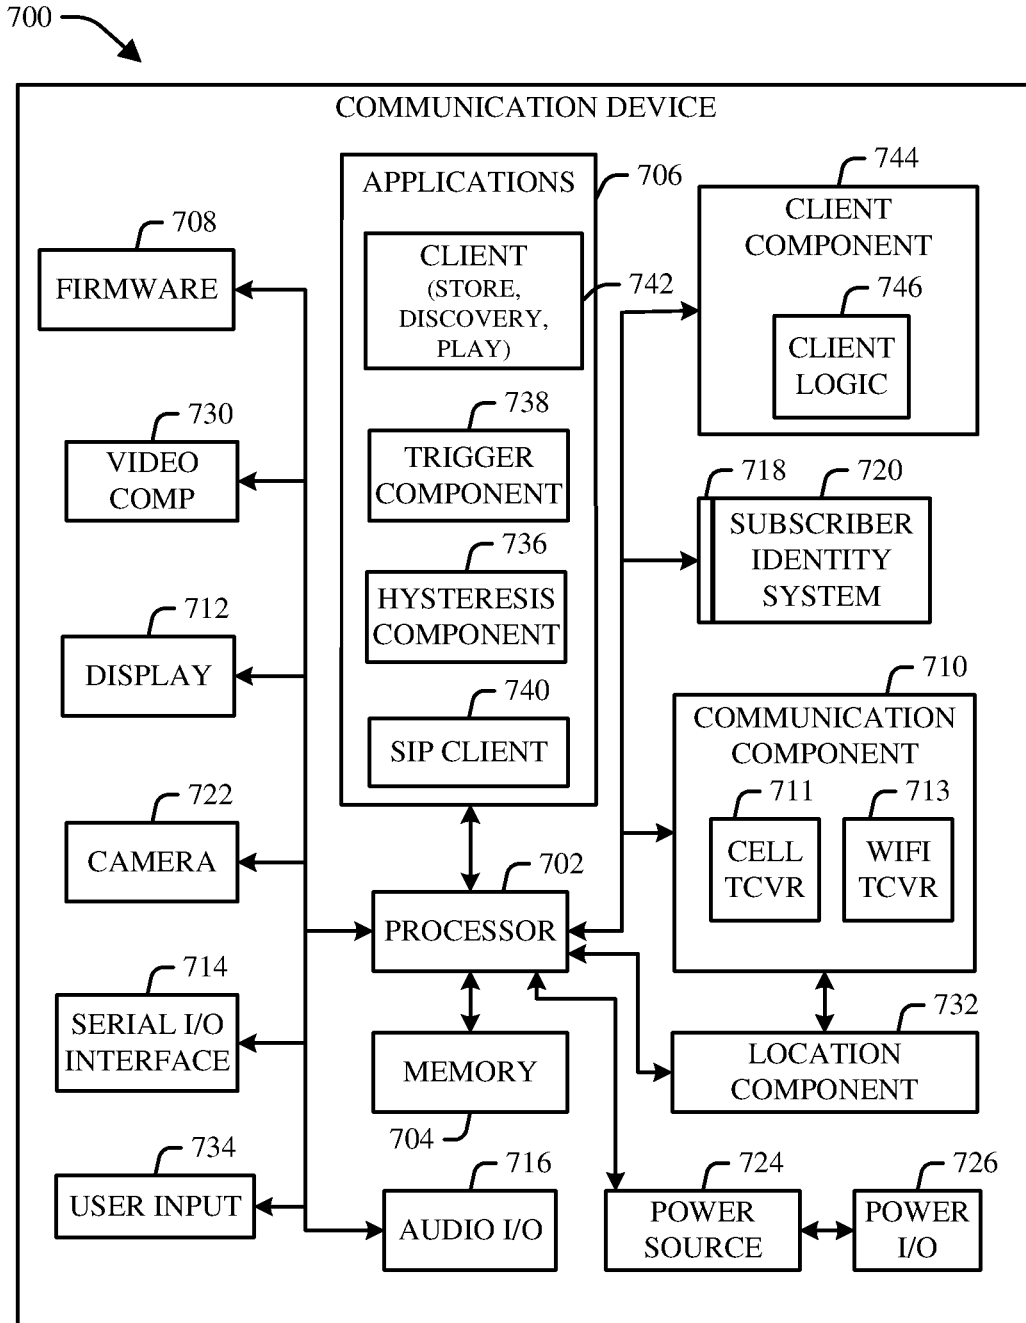 700
COMMUNICATION DEVICE
APPLICATIONS
706
CLIENT
(STORE,
DISCOVERY,
PLAY)
742
738
TRIGGER
COMPONENT
736
HYSTERESIS
COMPONENT
740
SIP CLIENT
708
FIRMWARE
730
VIDEO
COMP
712
DISPLAY
722
CAMERA
714
SERIAL I/O
INTERFACE
734
USER INPUT
702
PROCESSOR
MEMORY
704
716
AUDIO I/O
744
CLIENT
COMPONENT
746
CLIENT
LOGIC
718
720
SUBSCRIBER
IDENTITY
SYSTEM
710
COMMUNICATION
COMPONENT
711
CELL
TCVR
713
WIFI
TCVR
732
LOCATION
COMPONENT
724
POWER
SOURCE
726
POWER
I/O